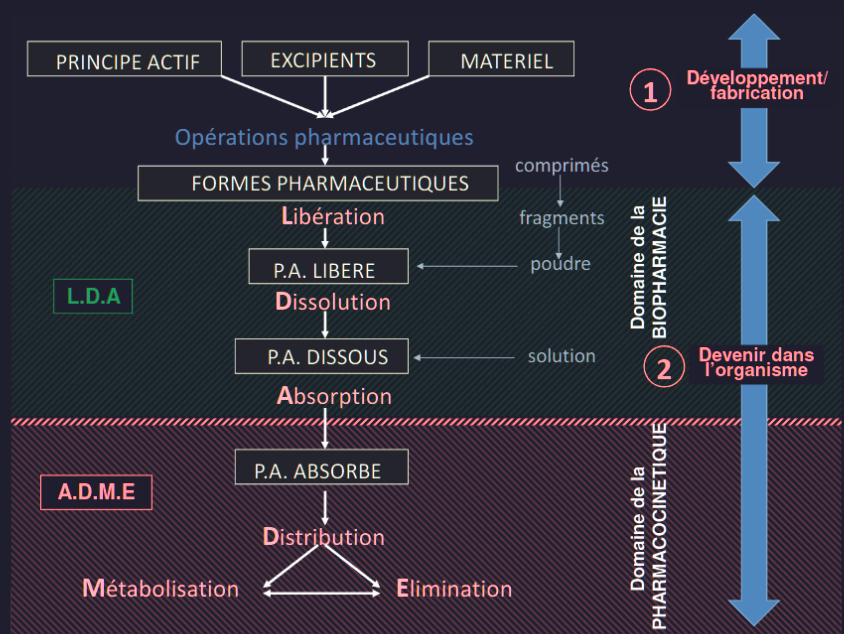 PRINCIPE ACTIF
EXCIPIENTS
MATERIEL
1
Développement/
fabrication
Opérations pharmaceutiques
FORMES PHARMACEUTIQUES
comprimés
Libération
fragments
P.A. LIBERE
poudre
Domaine de la
BIOPHARMACIE
L.D.A
Dissolution
P.A. DISSOUS
solution
2
Devenir dans
l'organisme
Absorption
P.A. ABSORBE
A.D.M.E
Domaine de la
PHARMACOCINETIQUE
Distribution
Métabolisation
Elimination